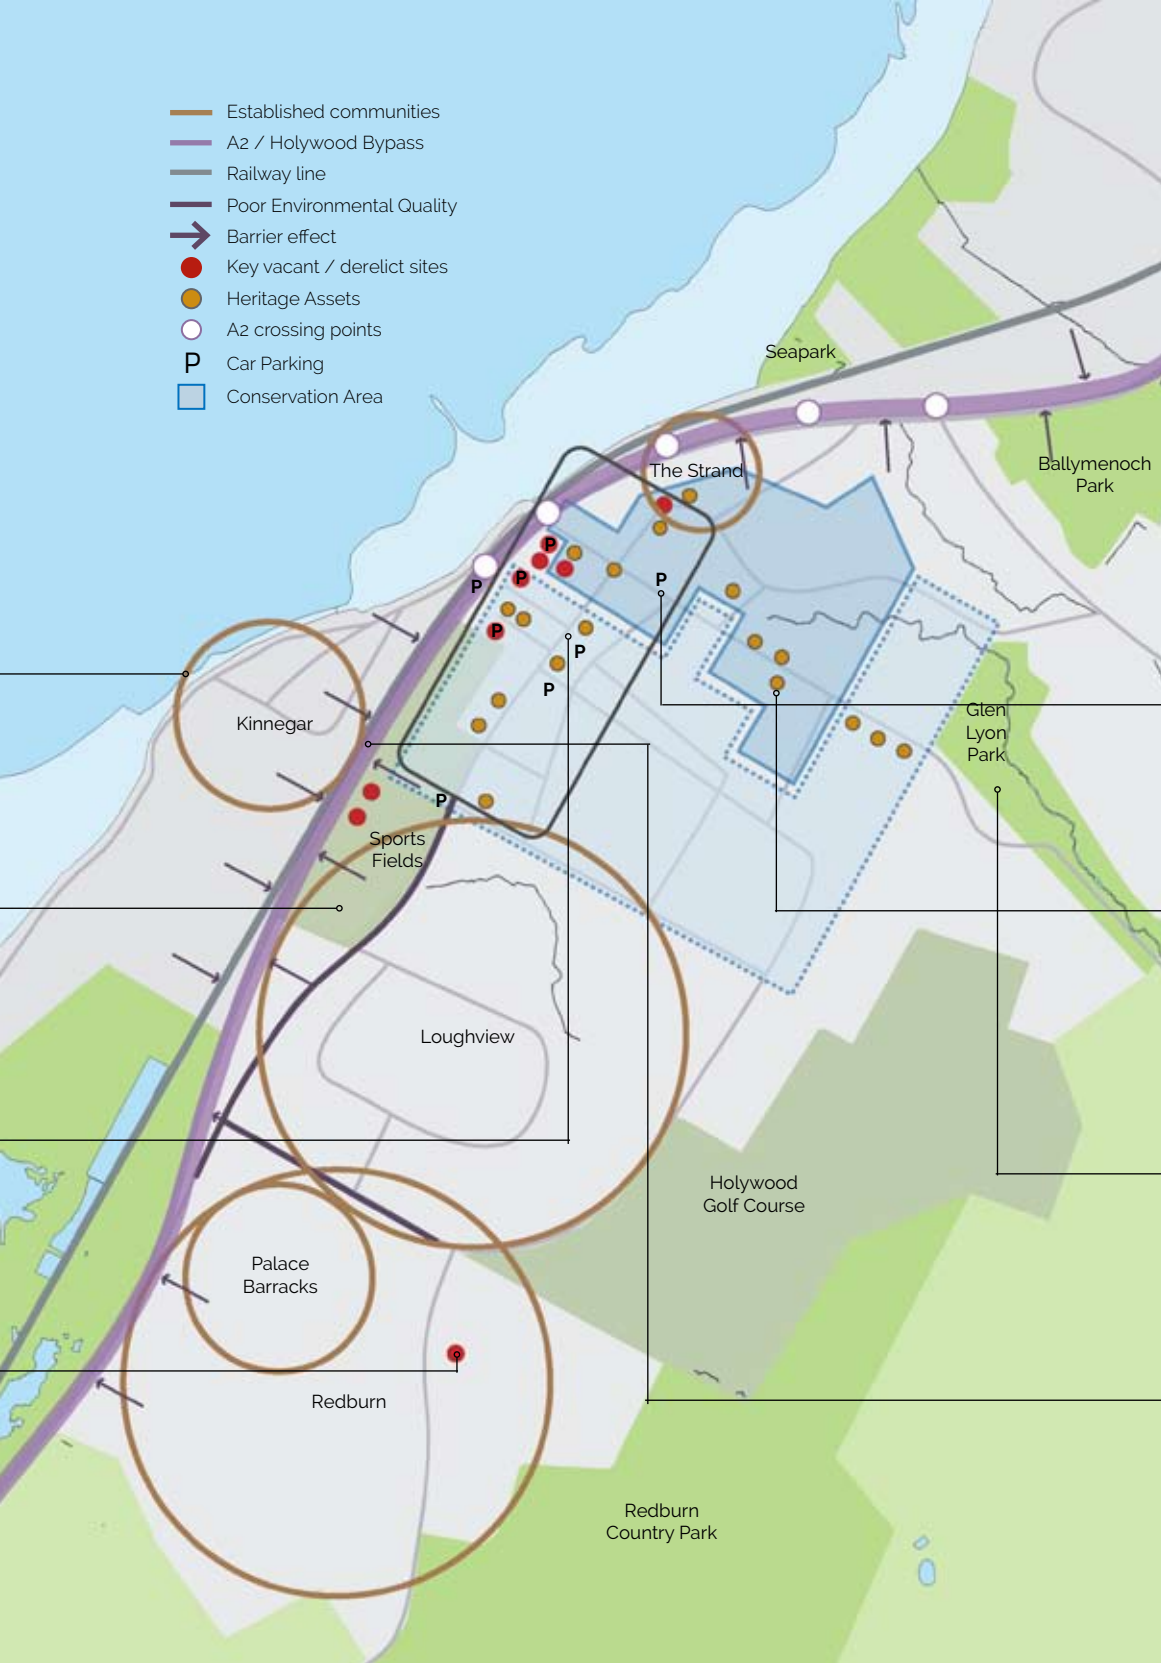 Established communities
A2 / Holywood Bypass
Railway line
Poor Environmental Quality
Barrier effect
Key vacant / derelict sites
Heritage Assets
A2 crossing points
P Car Parking
Conservation Area
Seapark
The Strand
Ballymenoch
Park
P
P
P
P
P
P
P
Kinnegar
Glen
Lyon
Park
P
Sports
Fields
Loughview
Holywood
Golf Course
Palace
Barracks
Redburn
Redburn
Country Park